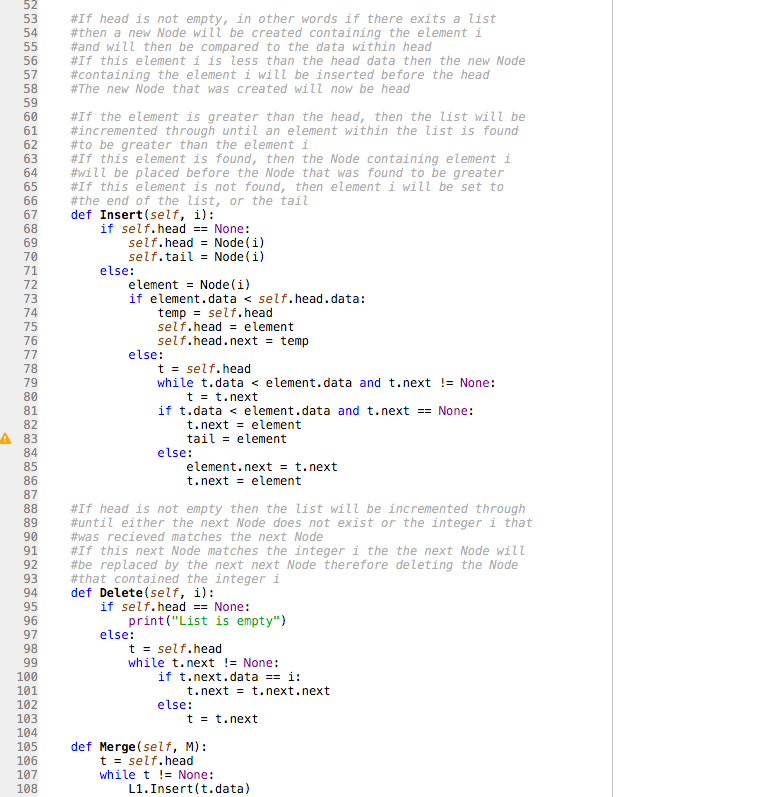 52
53 #If head is not empty, in other words if there exits a list
54 #then a new Node will be created containing the element i
55 #and will then be compared to the data within head
56 #If this element i is less than the head data then the new Node
57 #containing the element i will be inserted before the head
58 #The new Node that was created will now be head
59
60 #If the element is greater than the head, then the list will be
61 #incremented through until an element within the list is found
62 #to be greater than the element i
63 #If this element is found, then the Node containing element i
64 #will be placed before the Node that was found to be greater
65 #If this element is not found, then element i will be set to
66 #the end of the list, or the tail
67 def Insert(self, i):
68     if self.head == None:
69         self.head = Node(i)
70         self.tail = Node(i)
71     else:
72         element = Node(i)
73         if element.data < self.head.data:
74             temp = self.head
75             self.head = element
76             self.head.next = temp
77         else:
78             t = self.head
79             while t.data < element.data and t.next != None:
80                 t = t.next
81             if t.data < element.data and t.next == None:
82                 t.next = element
83                 tail = element
84             else:
85                 element.next = t.next
86                 t.next = element
87
88 #If head is not empty then the list will be incremented through
89 #until either the next Node does not exist or the integer i that
90 #was recieved matches the next Node
91 #If this next Node matches the integer i the the next Node will
92 #be replaced by the next next Node therefore deleting the Node
93 #that contained the integer i
94 def Delete(self, i):
95     if self.head == None:
96         print("List is empty")
97     else:
98         t = self.head
99         while t.next != None:
100             if t.next.data == i:
101                 t.next = t.next.next
102             else:
103                 t = t.next
104
105 def Merge(self, M):
106     t = self.head
107     while t != None:
108         L1.Insert(t.data)